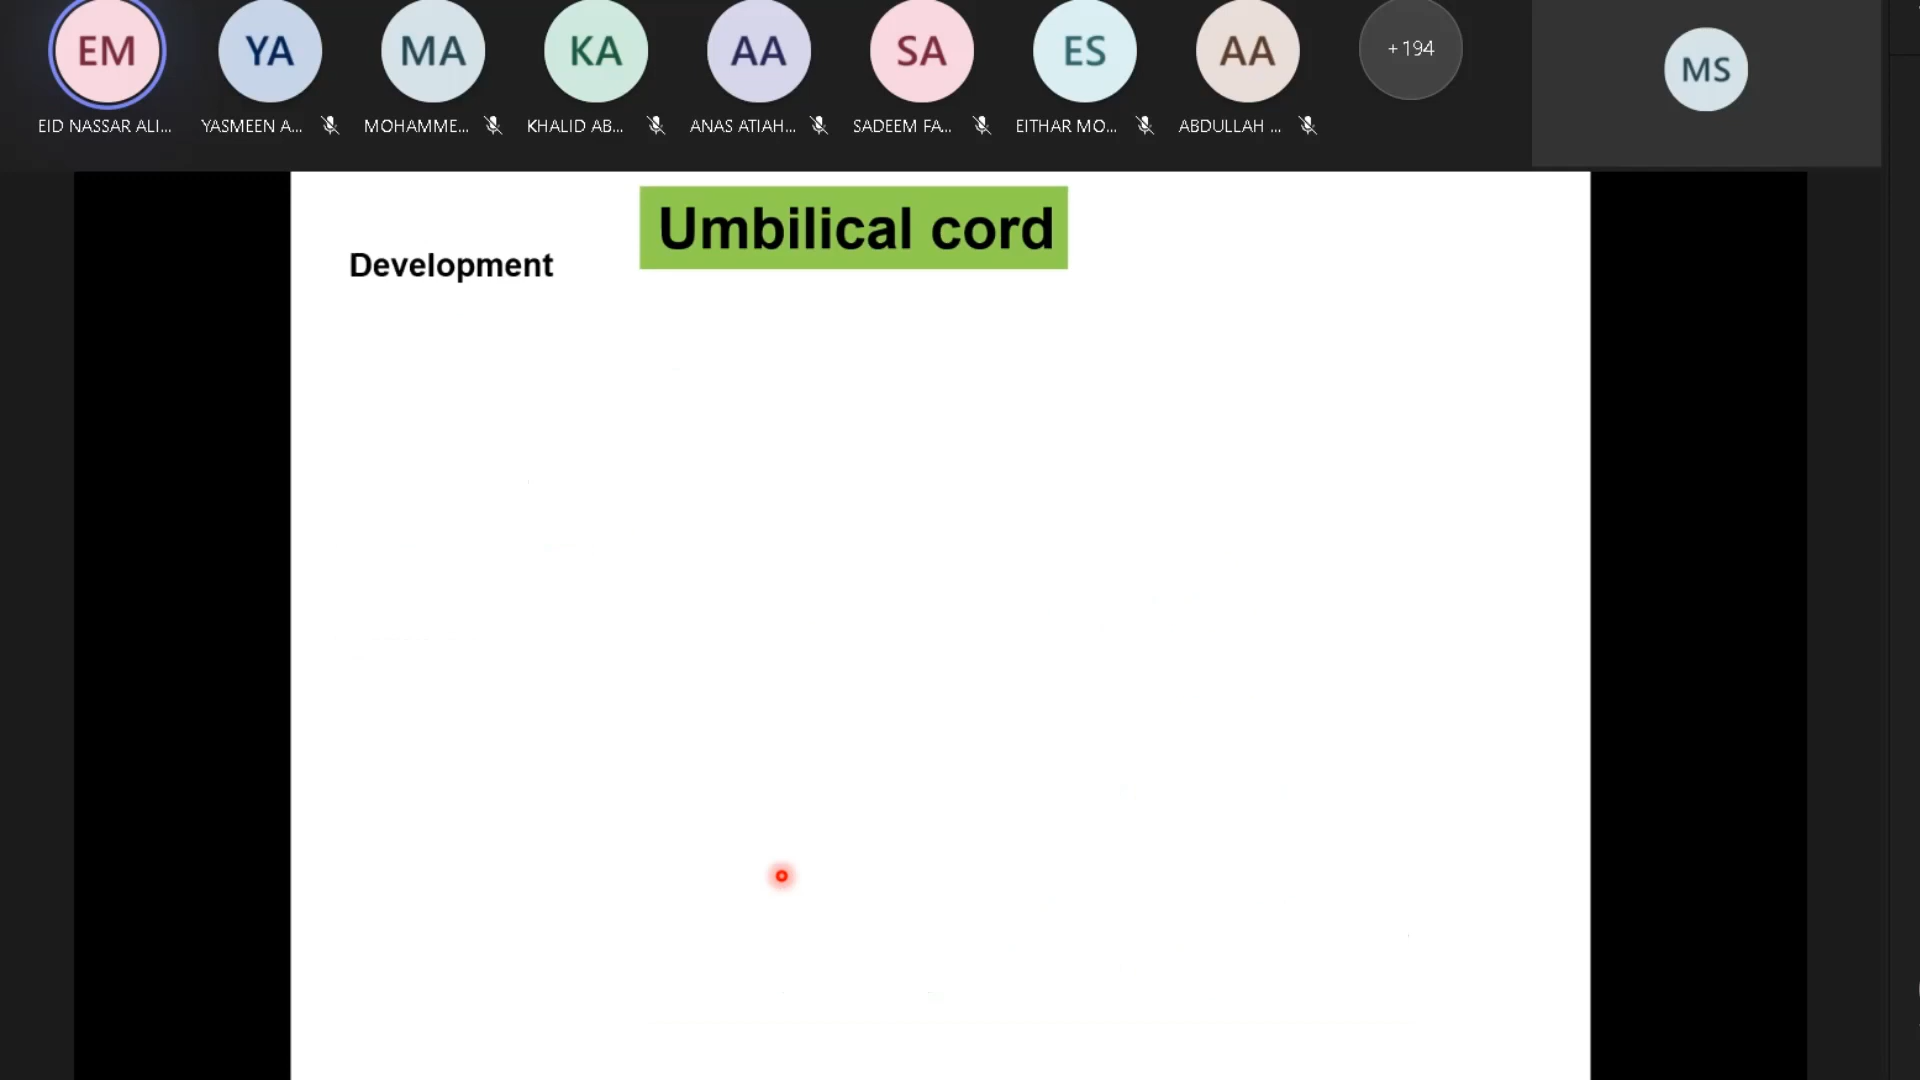 EM YA MA KA AA SA ES AA +194 MS
EID NASSAR ALI... YASMEEN A... MOHAMME... KHALID AB... ANAS ATIAH... SADEEM FA... EITHAR MO... ABDULLAH ...
Umbilical cord
Development